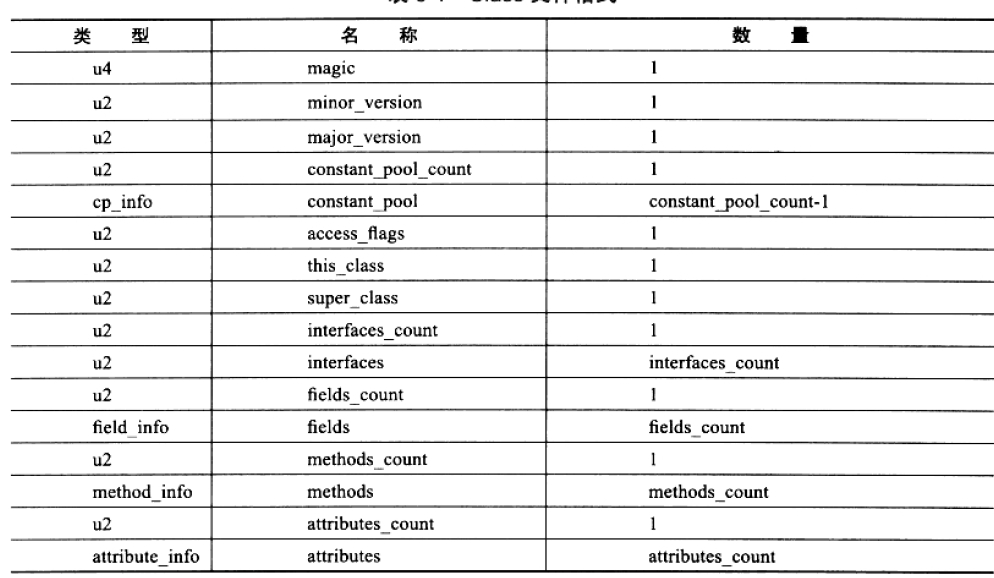 类 型 名 称 数 量
u4 magic 1
u2 minor_version 1
u2 major_version 1
u2 constant_pool_count 1
cp_info constant_pool constant_pool_count-1
u2 access_flags 1
u2 this_class 1
u2 super_class 1
u2 interfaces_count 1
u2 interfaces interfaces_count
u2 fields_count 1
field_info fields fields_count
u2 methods_count 1
method_info methods methods_count
u2 attributes_count 1
attribute_info attributes attributes_count